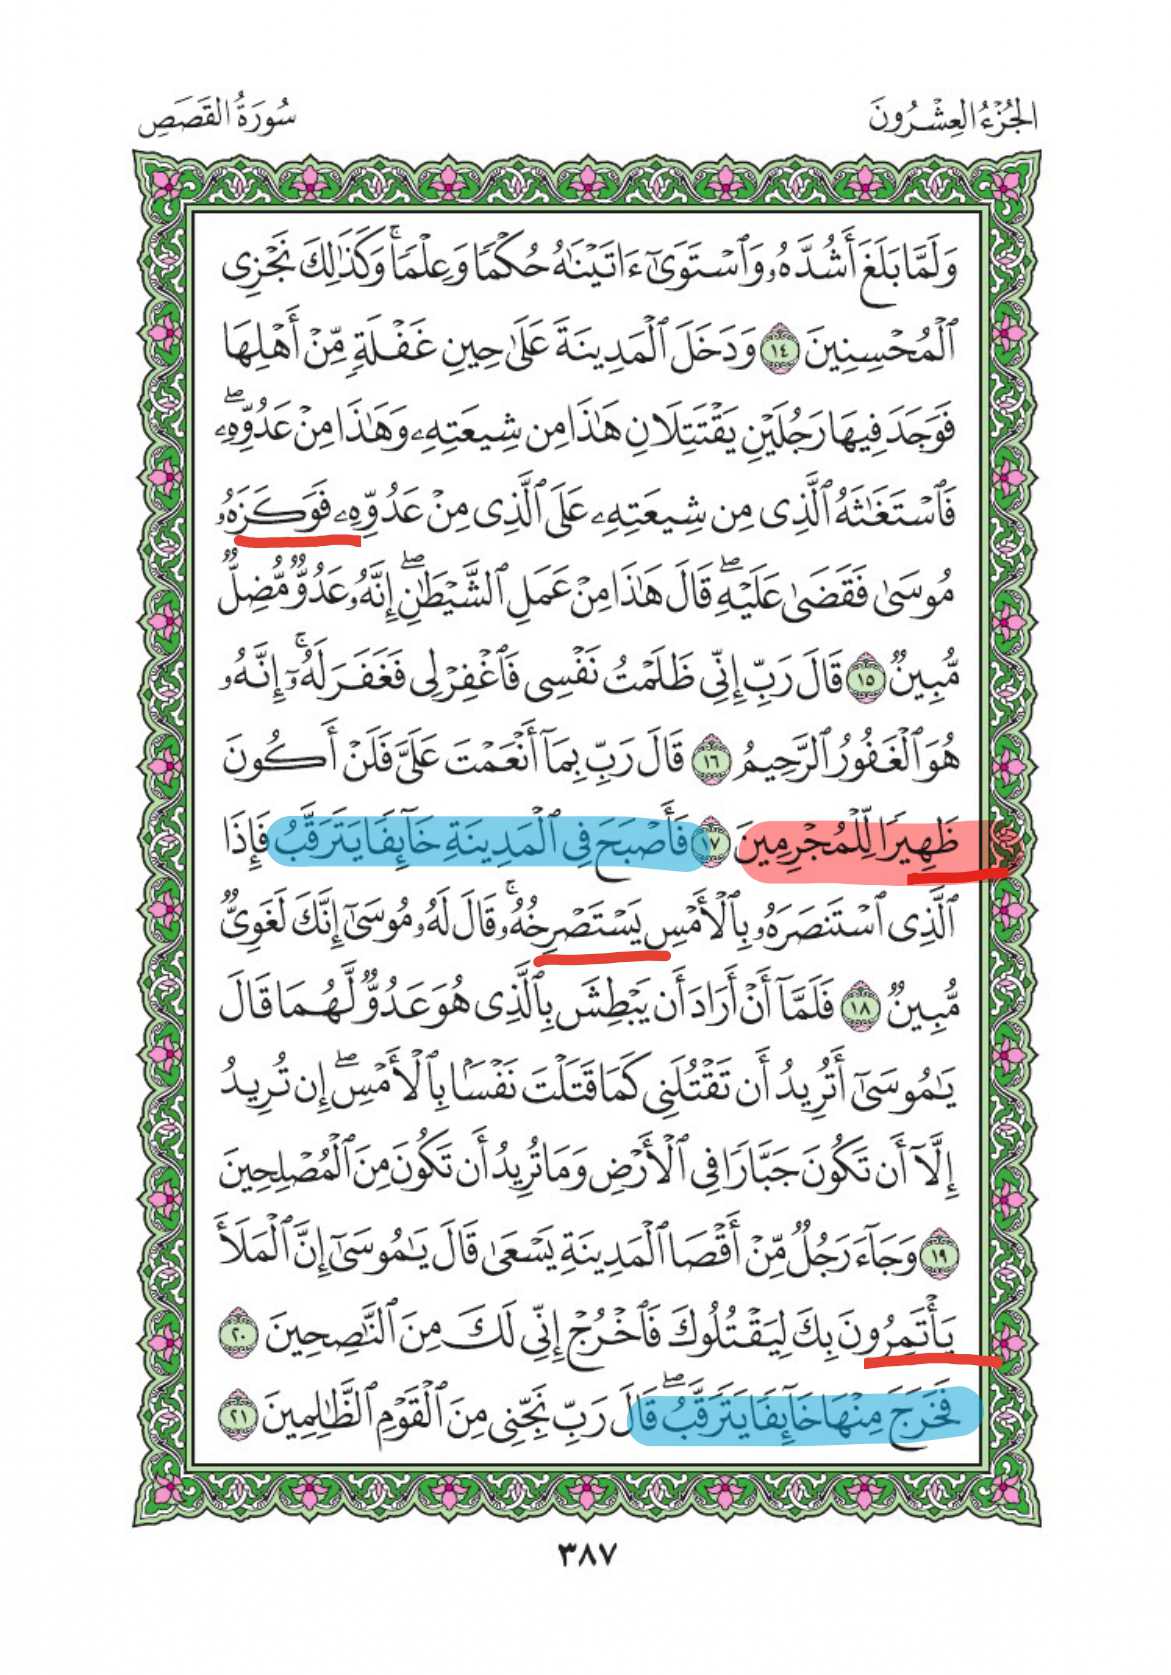 الجُزْءُ العِشْرُونَ
سُورَةُ القَصَصِ
وَلَمَّا بَلَغَ أَشُدَّهُۥ وَٱسْتَوَىٰٓ ءَاتَيْنَٰهُ حُكْمًا وَعِلْمًا ۚ وَكَذَٰلِكَ نَجْزِى
ٱلْمُحْسِنِينَ ١٤ وَدَخَلَ ٱلْمَدِينَةَ عَلَىٰ حِينِ غَفْلَةٍ مِّنْ أَهْلِهَا
فَوَجَدَ فِيهَا رَجُلَيْنِ يَقْتَتِلَانِ هَٰذَا مِن شِيعَتِهِۦ وَهَٰذَا مِنْ عَدُوِّهِۦ ۖ
فَٱسْتَغَٰثَهُ ٱلَّذِى مِن شِيعَتِهِۦ عَلَى ٱلَّذِى مِنْ عَدُوِّهِۦ فَوَكَزَهُۥ
مُوسَىٰ فَقَضَىٰ عَلَيْهِ ۖ قَالَ هَٰذَا مِنْ عَمَلِ ٱلشَّيْطَٰنِ ۖ إِنَّهُۥ عَدُوٌّ مُّضِلٌّ
مُّبِينٌ ١٥ قَالَ رَبِّ إِنِّى ظَلَمْتُ نَفْسِى فَٱغْفِرْ لِى فَغَفَرَ لَهُۥٓ ۚ إِنَّهُۥ
هُوَ ٱلْغَفُورُ ٱلرَّحِيمُ ١٦ قَالَ رَبِّ بِمَآ أَنْعَمْتَ عَلَىَّ فَلَنْ أَكُونَ
ظَهِيرًا لِّلْمُجْرِمِينَ ١٧ فَأَصْبَحَ فِى ٱلْمَدِينَةِ خَآئِفًا يَتَرَقَّبُ فَإِذَا
ٱلَّذِى ٱسْتَنصَرَهُۥ بِٱلْأَمْسِ يَسْتَصْرِخُهُۥ ۚ قَالَ لَهُۥ مُوسَىٰٓ إِنَّكَ لَغَوِىٌّ
مُّبِينٌ ١٨ فَلَمَّآ أَنْ أَرَادَ أَن يَبْطِشَ بِٱلَّذِى هُوَ عَدُوٌّ لَّهُمَا قَالَ
يَٰمُوسَىٰٓ أَتُرِيدُ أَن تَقْتُلَنِى كَمَا قَتَلْتَ نَفْسًۢا بِٱلْأَمْسِ ۖ إِن تُرِيدُ
إِلَّآ أَن تَكُونَ جَبَّارًا فِى ٱلْأَرْضِ وَمَا تُرِيدُ أَن تَكُونَ مِنَ ٱلْمُصْلِحِينَ
١٩ وَجَآءَ رَجُلٌ مِّنْ أَقْصَا ٱلْمَدِينَةِ يَسْعَىٰ قَالَ يَٰمُوسَىٰٓ إِنَّ ٱلْمَلَأَ
يَأْتَمِرُونَ بِكَ لِيَقْتُلُوكَ فَٱخْرُجْ إِنِّى لَكَ مِنَ ٱلنَّٰصِحِينَ ٢٠
فَخَرَجَ مِنْهَا خَآئِفًا يَتَرَقَّبُ ۖ قَالَ رَبِّ نَجِّنِى مِنَ ٱلْقَوْمِ ٱلظَّٰلِمِينَ ٢١
٣٨٧